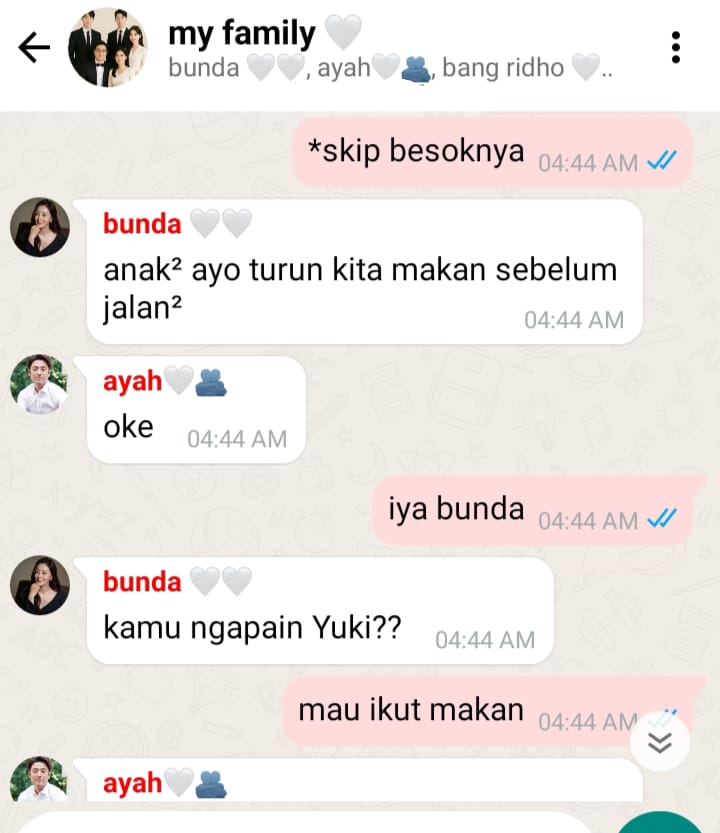 my family 🤍
bunda 🤍🤍, ayah🤍🫂, bang ridho 🤍..
*skip besoknya 04:44 AM
bunda 🤍🤍
anak² ayo turun kita makan sebelum
jalan²
04:44 AM
ayah🤍🫂
oke 04:44 AM
iya bunda 04:44 AM
bunda 🤍🤍
kamu ngapain Yuki?? 04:44 AM
mau ikut makan 04:44 AM
ayah🤍🫂